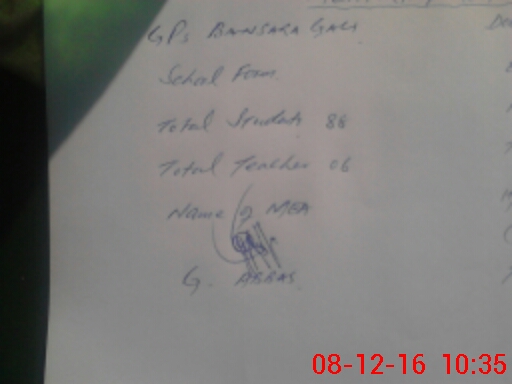 GPS BANSARA GALI
School Form
Total Students 88
Total Teacher 06
Name of MEA
G. ABBAS
08-12-16 10:35